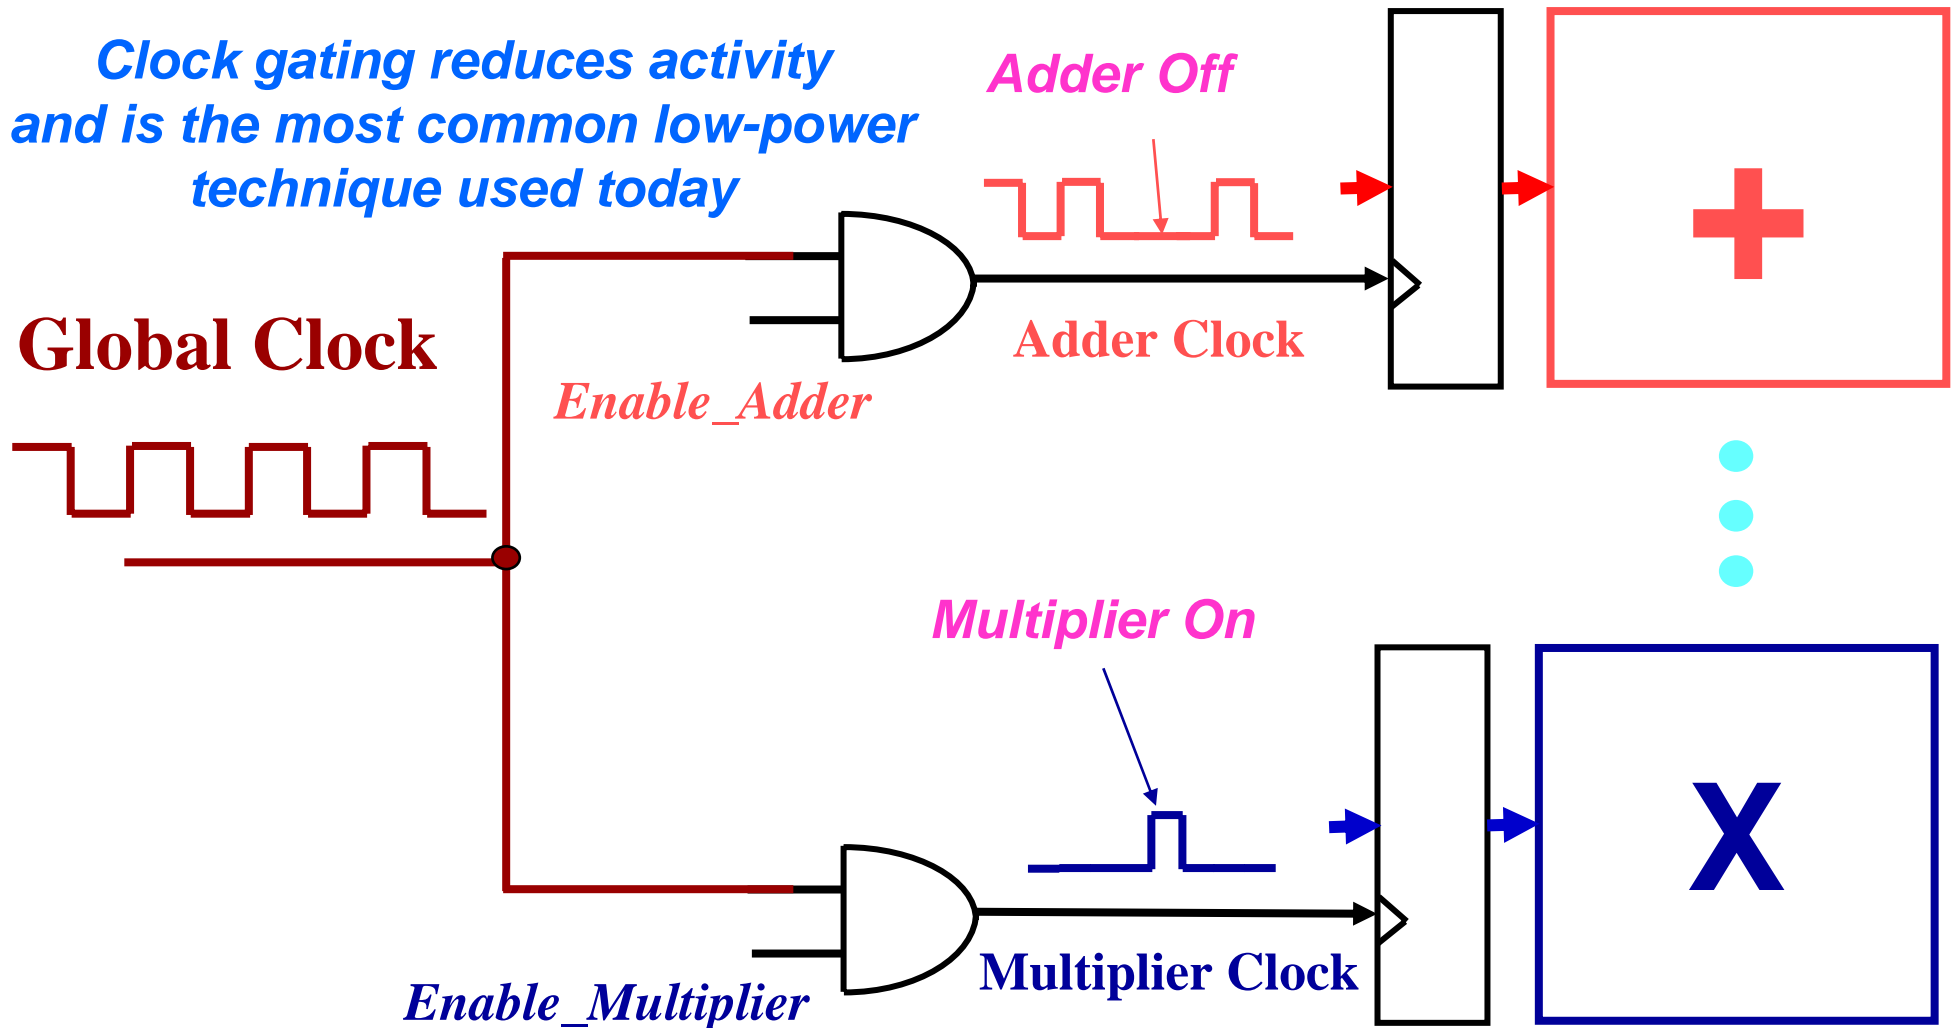 Clock gating reduces activity
and is the most common low-power
technique used today
Adder Off
+
Global Clock
Adder Clock
Enable_Adder
Multiplier On
X
Multiplier Clock
Enable_Multiplier